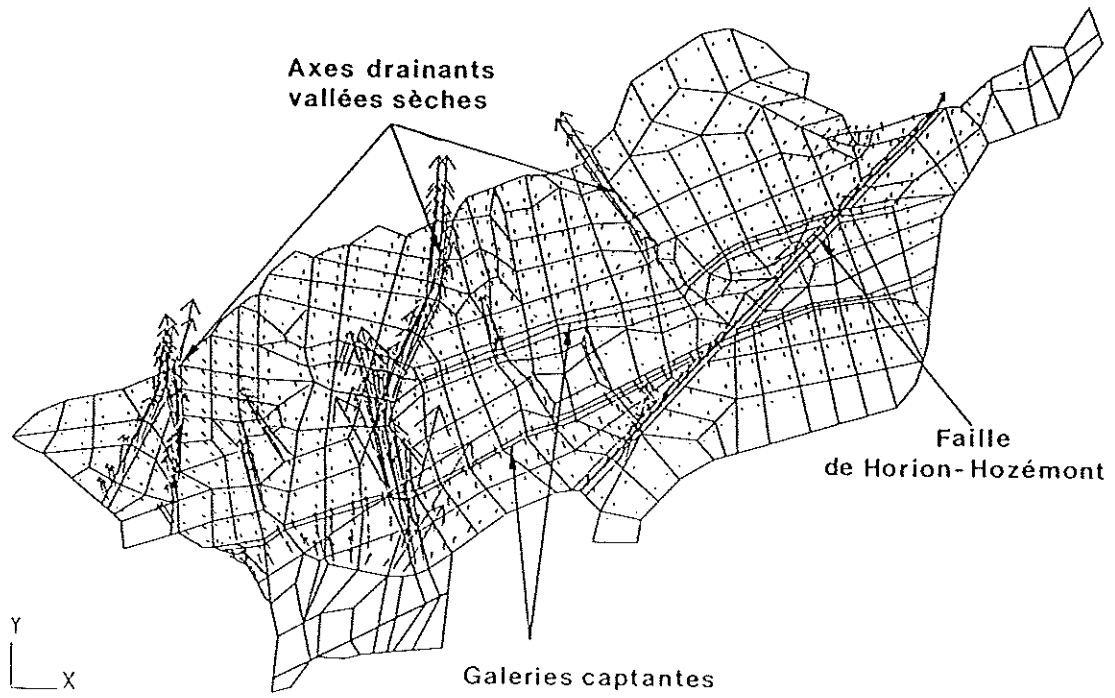 Axes drainants
vallées sèches
Faille
de Horion-Hozémont
Galeries captantes
Y
X